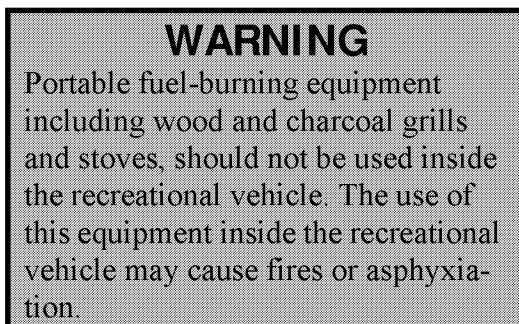 WARNING
Portable fuel-burning equipment
including wood and charcoal grills
and stoves, should not be used inside
the recreational vehicle. The use of
this equipment inside the recreational
vehicle may cause fires or asphyxia-
tion.